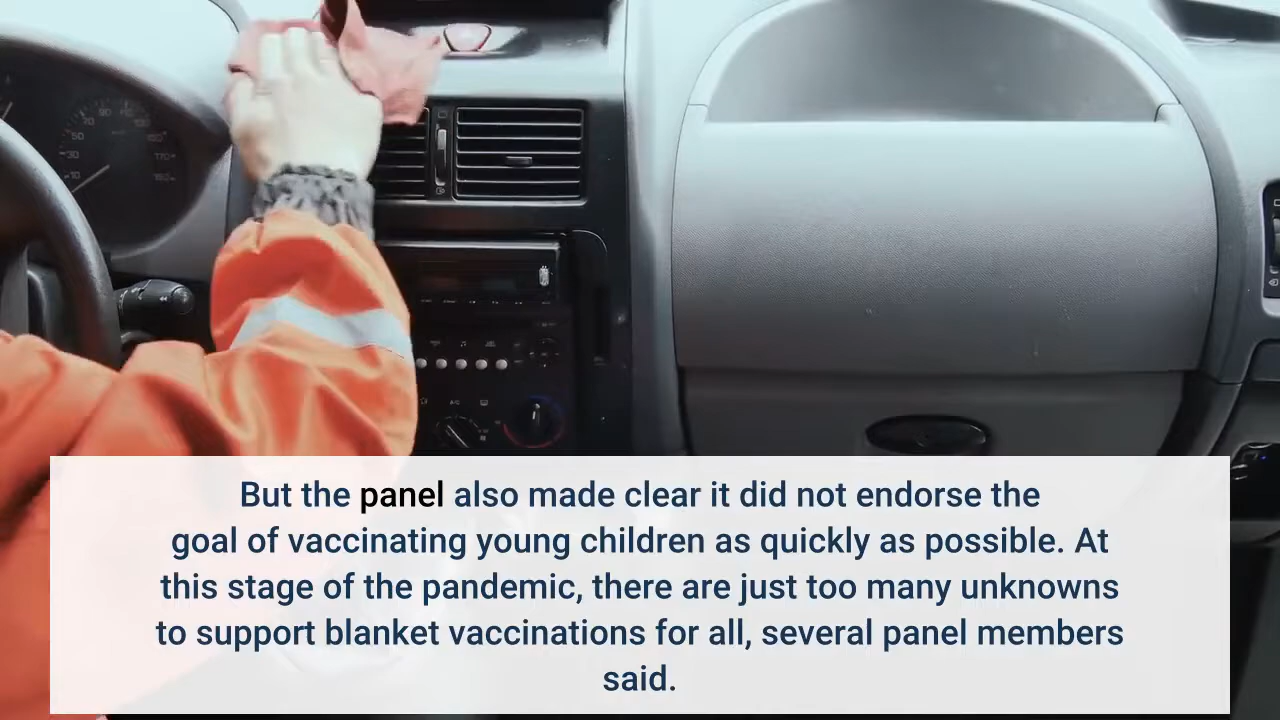 But the panel also made clear it did not endorse the
goal of vaccinating young children as quickly as possible. At
this stage of the pandemic, there are just too many unknowns
to support blanket vaccinations for all, several panel members
said.